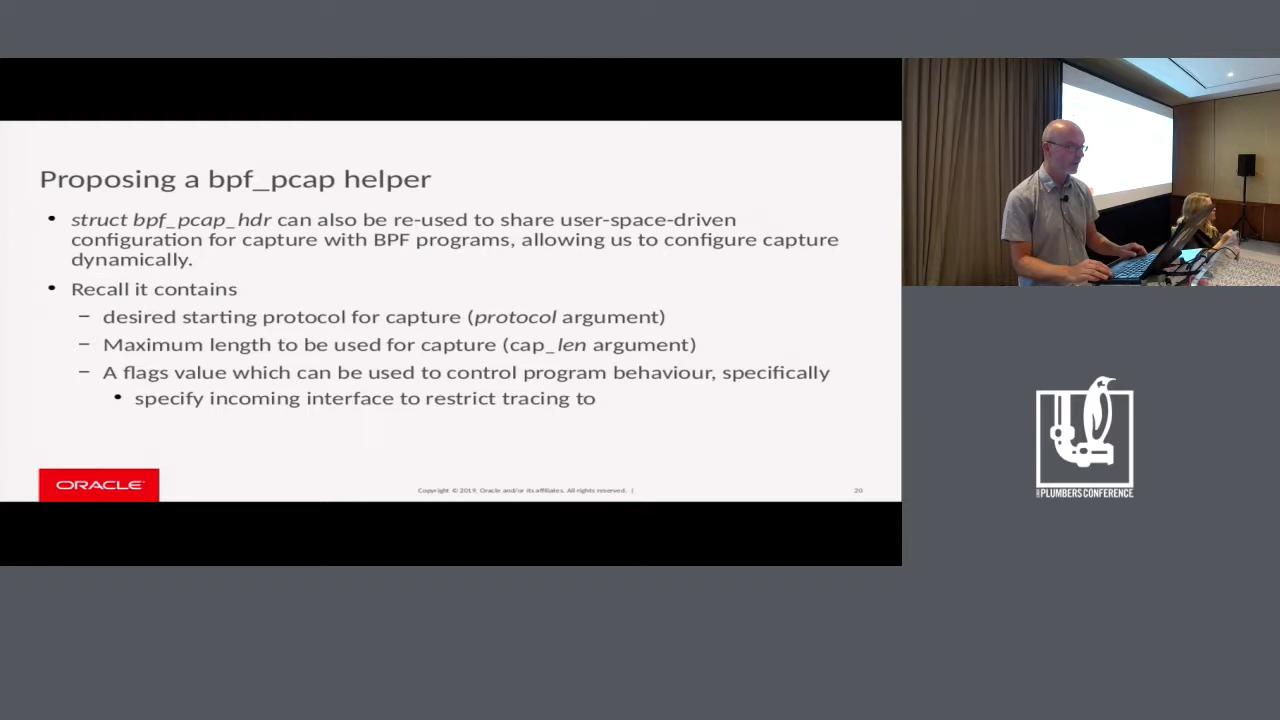 Proposing a bpf_pcap helper
• struct bpf_pcap_hdr can also be re-used to share user-space-driven
configuration for capture with BPF programs, allowing us to configure capture
dynamically.
• Recall it contains
– desired starting protocol for capture (protocol argument)
– Maximum length to be used for capture (cap_len argument)
– A flags value which can be used to control program behaviour, specifically
• specify incoming interface to restrict tracing to
ORACLE
Copyright © 2019, Oracle and/or its affiliates. All rights reserved. |
20
PLUMBERS CONFERENCE